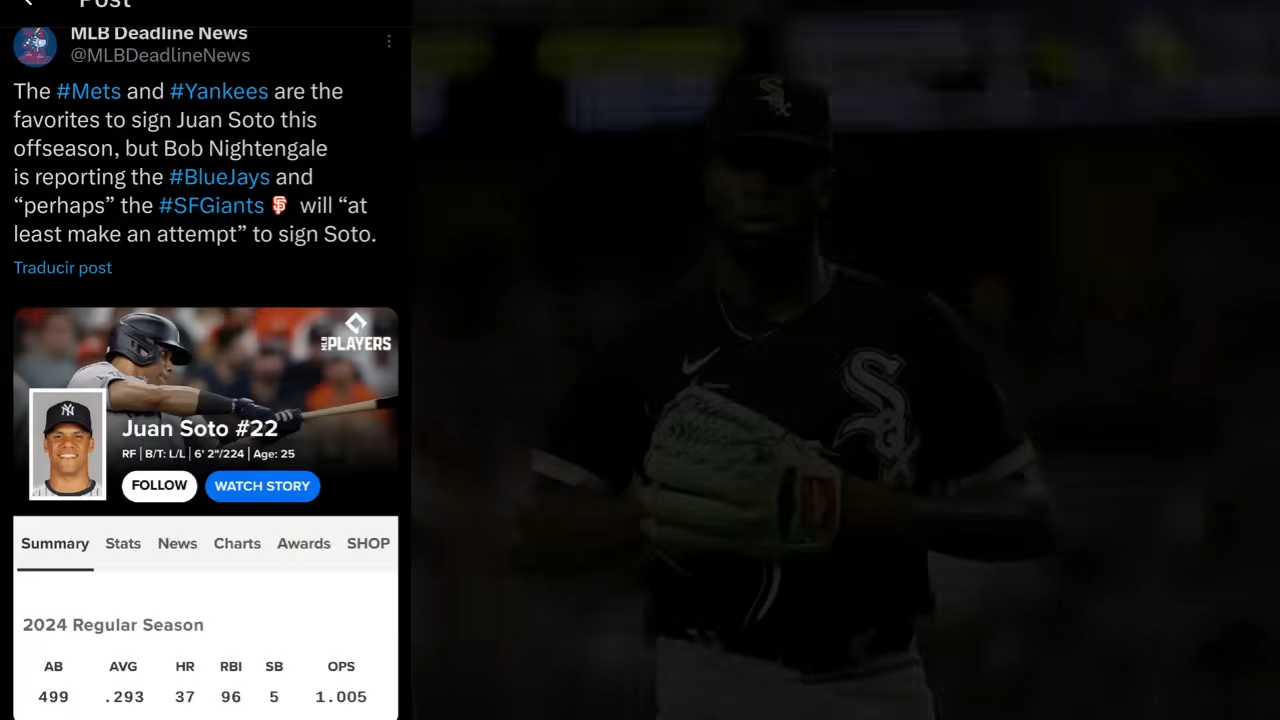 Post
MLB Deadline News
@MLBDeadlineNews
The #Mets and #Yankees are the
favorites to sign Juan Soto this
offseason, but Bob Nightengale
is reporting the #BlueJays and
“perhaps” the #SFGiants will “at
least make an attempt” to sign Soto.
Traducir post
MLB PLAYERS
Juan Soto #22
RF | B/T: L/L | 6' 2"/224 | Age: 25
FOLLOW WATCH STORY
Summary Stats News Charts Awards SHOP
2024 Regular Season
AB AVG HR RBI SB OPS
499 .293 37 96 5 1.005
Sox